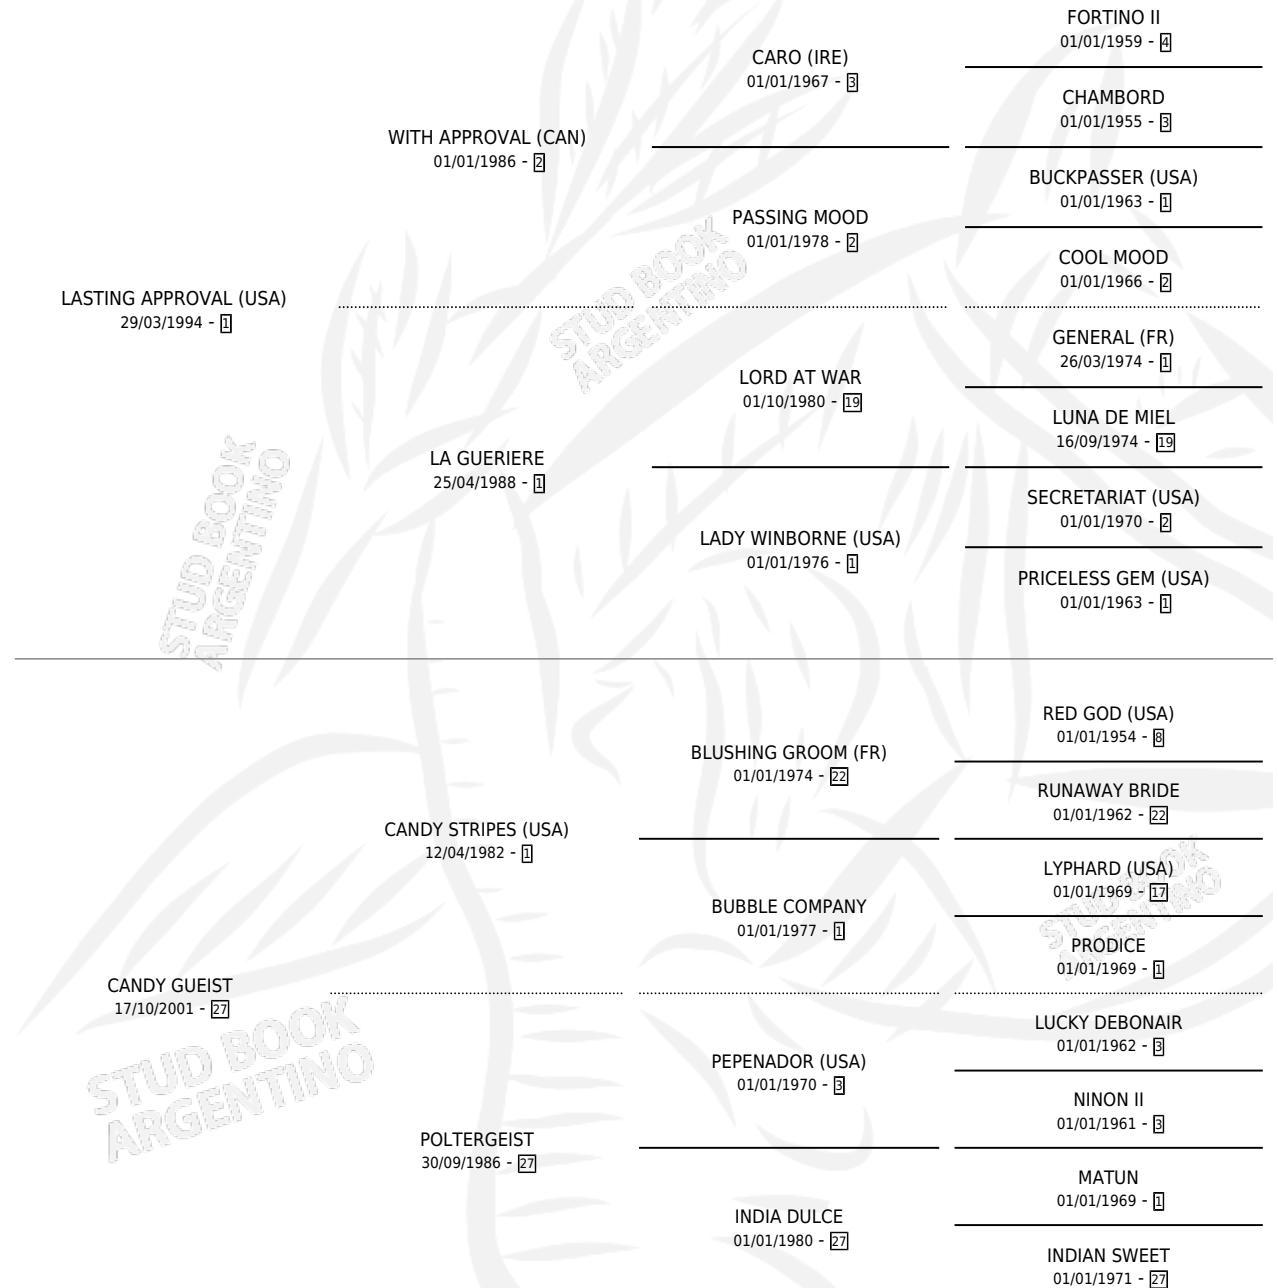 FORTINO II
01/01/1959 - 4
CARO (IRE)
01/01/1967 - 3
CHAMBORD
01/01/1955 - 3
WITH APPROVAL (CAN)
01/01/1986 - 2
BUCKPASSER (USA)
01/01/1963 - 1
PASSING MOOD
01/01/1978 - 2
COOL MOOD
01/01/1966 - 2
LASTING APPROVAL (USA)
29/03/1994 - 1
GENERAL (FR)
26/03/1974 - 1
LORD AT WAR
01/10/1980 - 19
LUNA DE MIEL
16/09/1974 - 19
LA GUERIERE
25/04/1988 - 1
SECRETARIAT (USA)
01/01/1970 - 2
LADY WINBORNE (USA)
01/01/1976 - 1
PRICELESS GEM (USA)
01/01/1963 - 1
STUD BOOK
ARGENTINO
STUD BOOK
ARGENTINO
RED GOD (USA)
01/01/1954 - 8
BLUSHING GROOM (FR)
01/01/1974 - 22
RUNAWAY BRIDE
01/01/1962 - 22
CANDY STRIPES (USA)
12/04/1982 - 1
LYPHARD (USA)
01/01/1969 - 17
BUBBLE COMPANY
01/01/1977 - 1
PRODICE
01/01/1969 - 1
STUD BOOK
ARGENTINO
CANDY GUEIST
17/10/2001 - 27
LUCKY DEBONAIR
01/01/1962 - 3
PEPENADOR (USA)
01/01/1970 - 3
NINON II
01/01/1961 - 3
POLTERGEIST
30/09/1986 - 27
MATUN
01/01/1969 - 1
INDIA DULCE
01/01/1980 - 27
INDIAN SWEET
01/01/1971 - 27
STUD BOOK
ARGENTINO